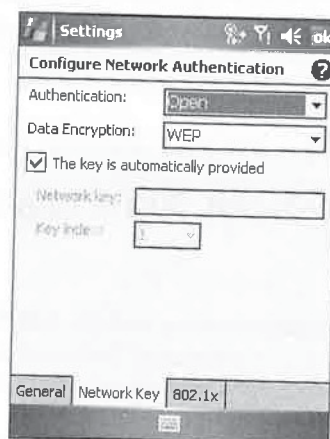 Settings
ok
Configure Network Authentication
?
Authentication:
Open
Data Encryption:
WEP
The key is automatically provided
Network key:
Key index:
1
General
Network Key
802.1x